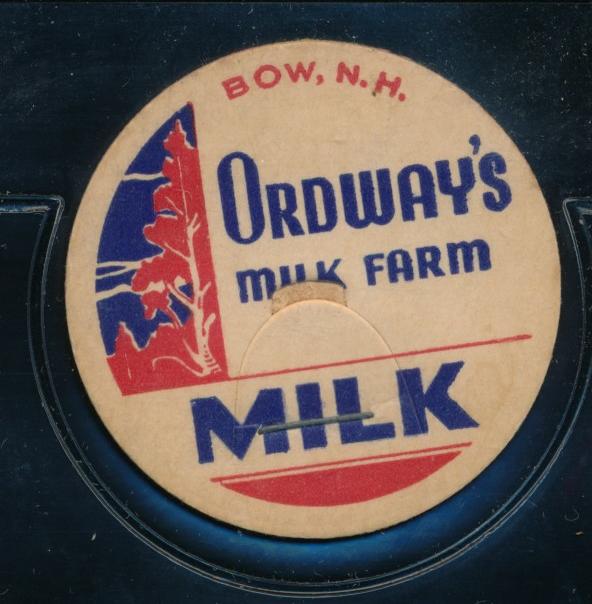 BOW, N.H.
ORDWAY'S
MILK FARM
MILK